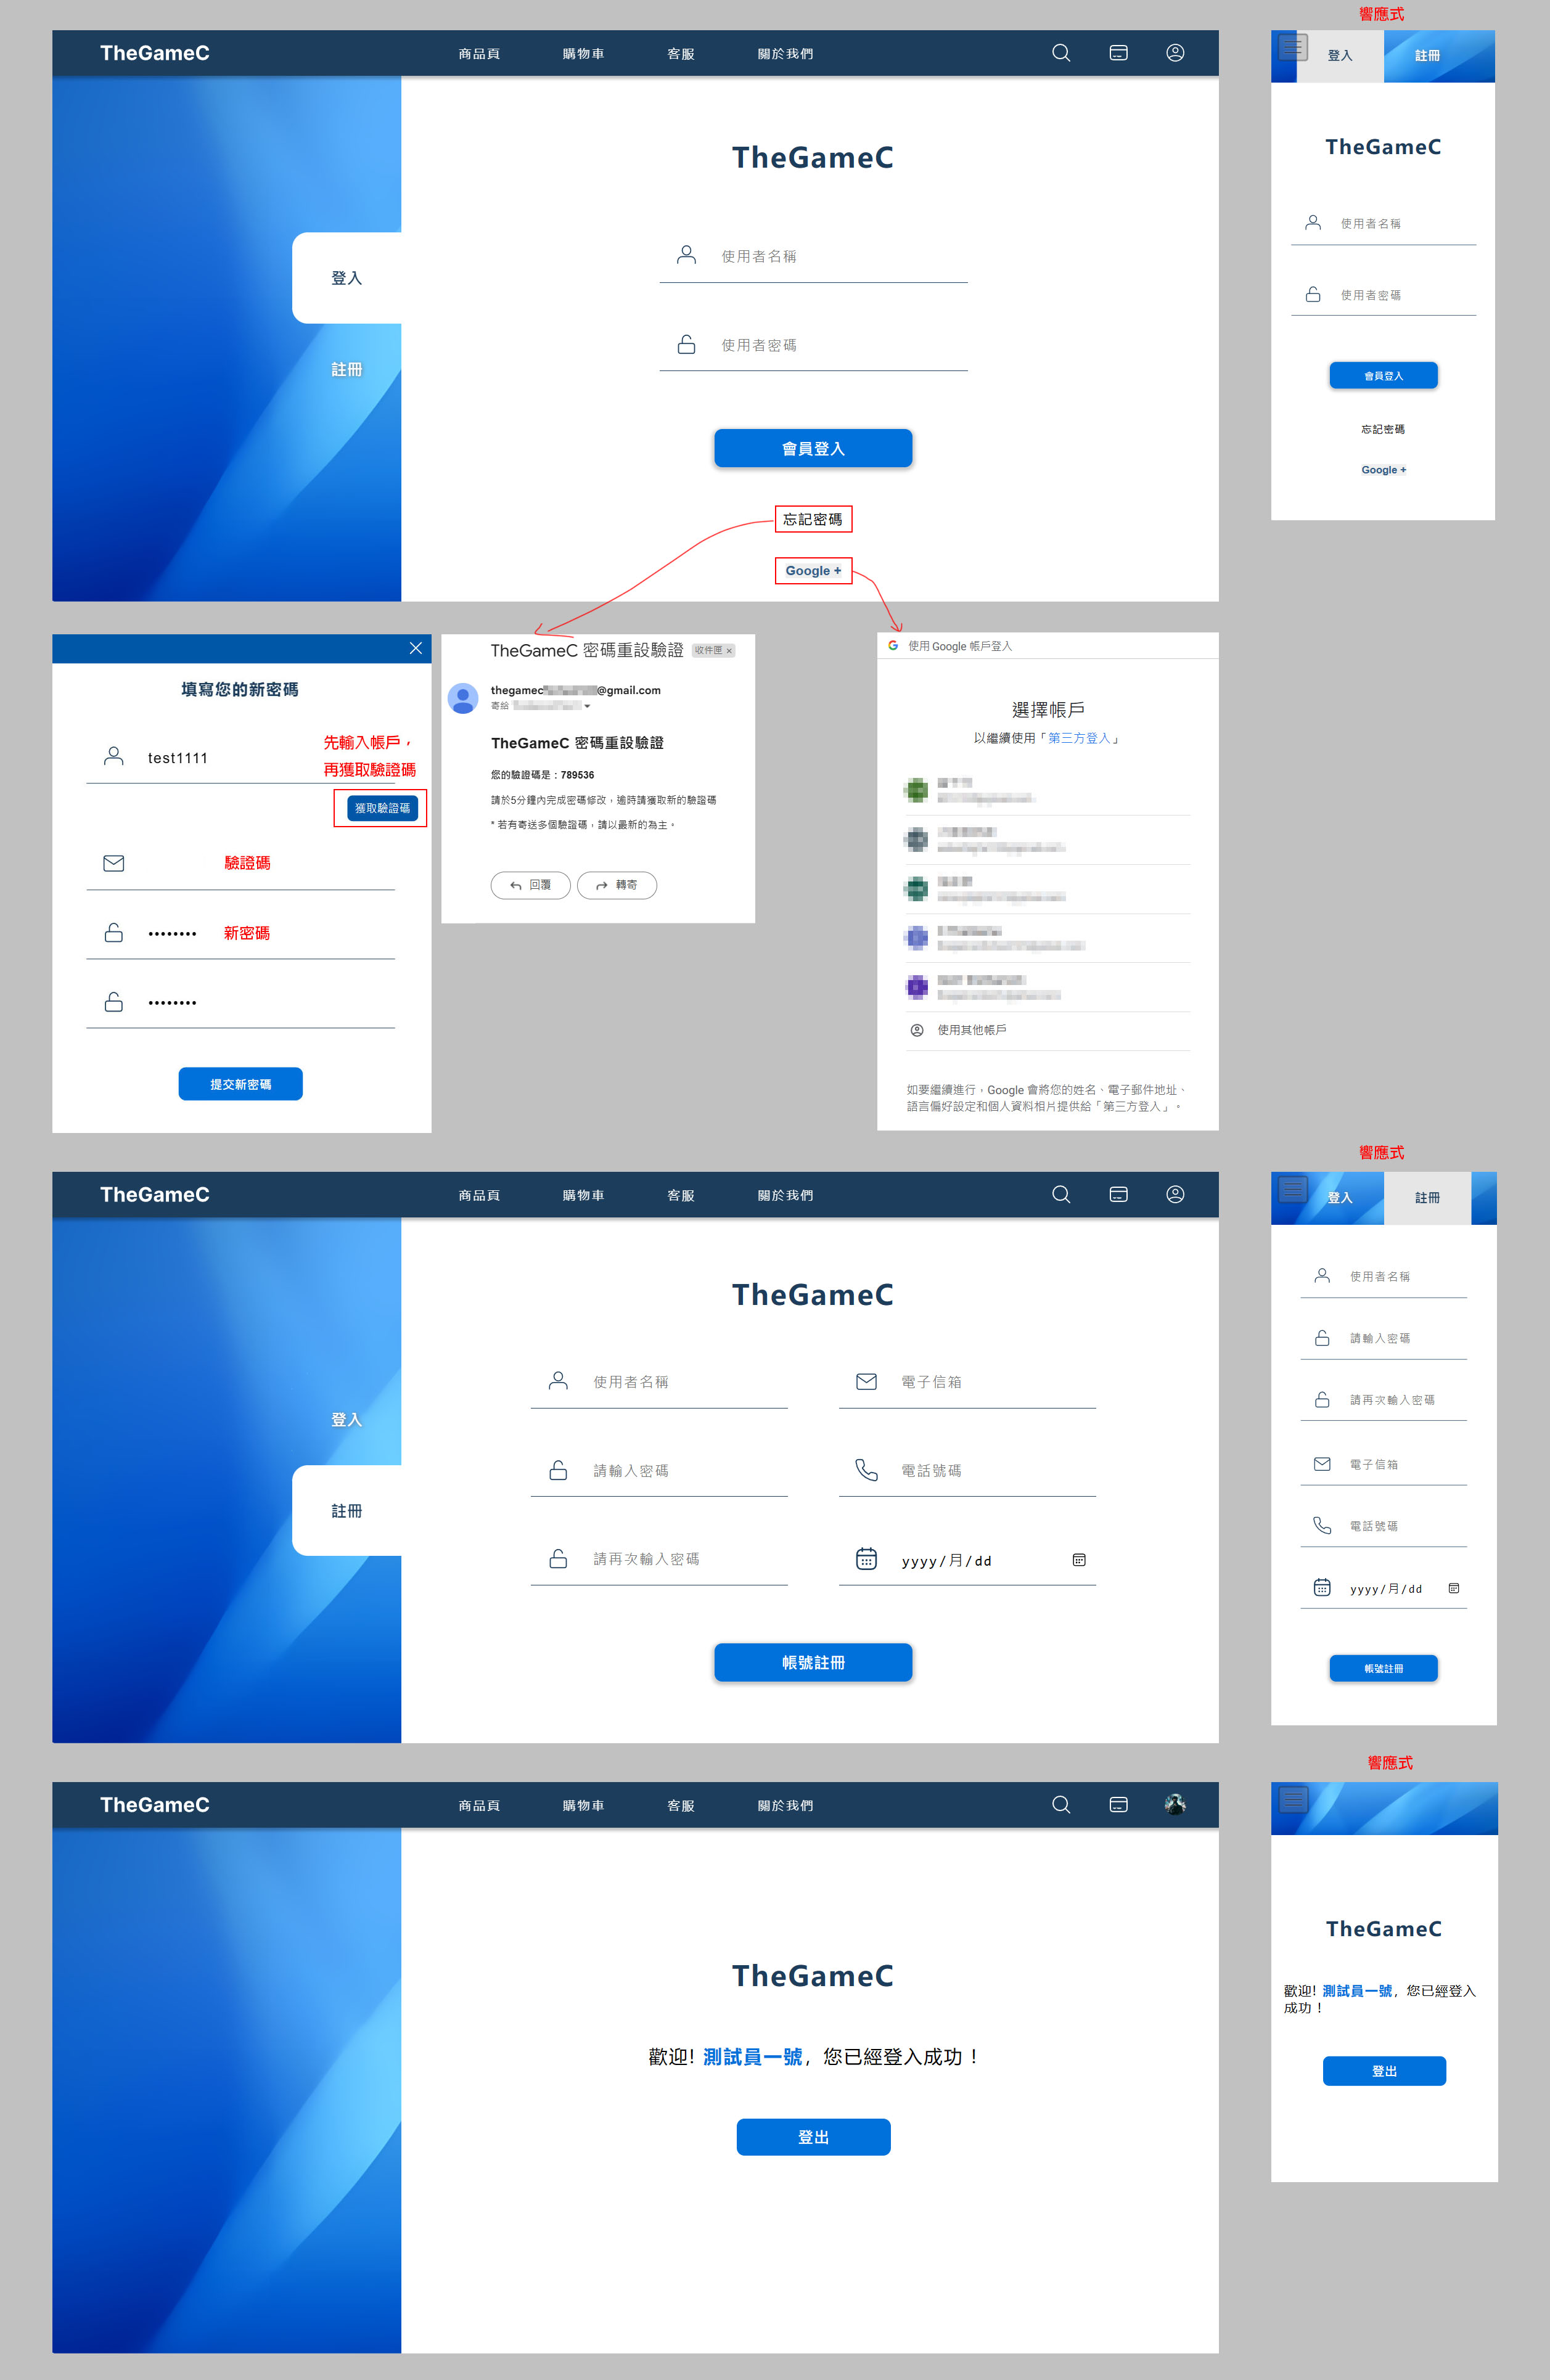 響應式
TheGameC
商品頁
購物車
客服
關於我們
登入
註冊
TheGameC
使用者名稱
使用者密碼
會員登入
忘記密碼
Google +
登入
註冊
TheGameC
使用者名稱
使用者密碼
會員登入
忘記密碼
Google +
填寫您的新密碼
test1111
先輸入帳戶，
再獲取驗證碼
獲取驗證碼
驗證碼
•••••••• 新密碼
••••••••
提交新密碼
TheGameC 密碼重設驗證 收件匣 ×
thegamec @gmail.com
寄給
TheGameC 密碼重設驗證
您的驗證碼是：789536
請於5分鐘內完成密碼修改，逾時請獲取新的驗證碼
* 若有寄送多個驗證碼，請以最新的為主。
回覆
轉寄
使用 Google 帳戶登入
選擇帳戶
以繼續使用「第三方登入」
使用其他帳戶
如要繼續進行，Google 會將您的姓名、電子郵件地址、
語言偏好設定和個人資料相片提供給「第三方登入」。
響應式
TheGameC
商品頁
購物車
客服
關於我們
登入
註冊
TheGameC
使用者名稱
電子信箱
請輸入密碼
電話號碼
請再次輸入密碼
yyyy/月/dd
帳號註冊
登入
註冊
使用者名稱
請輸入密碼
請再次輸入密碼
電子信箱
電話號碼
yyyy/月/dd
帳號註冊
響應式
TheGameC
商品頁
購物車
客服
關於我們
TheGameC
歡迎! 測試員一號，您已經登入成功！
登出
TheGameC
歡迎! 測試員一號，您已經登入
成功！
登出